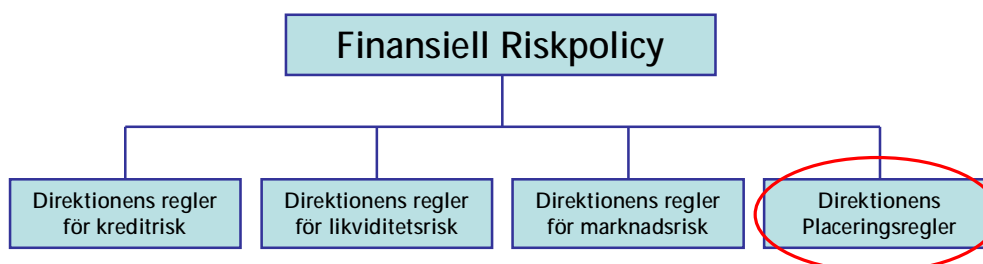 Finansiell Riskpolicy
Direktionens regler
för kreditrisk
Direktionens regler
för likviditetsrisk
Direktionens regler
för marknadsrisk
Direktionens
Placeringsregler